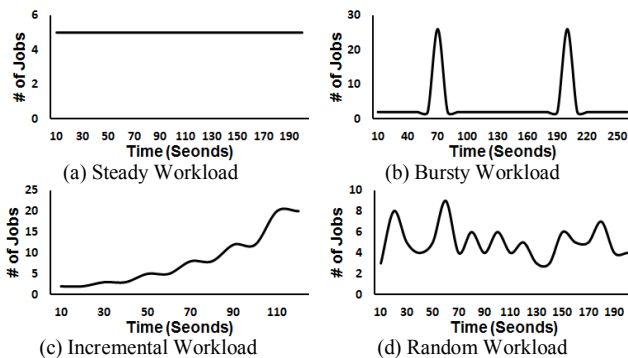 # of Jobs
6
4
2
0
10 30 50 70 90 110 130 150 170 190
Time (Seonds)
(a) Steady Workload
# of Jobs
30
20
10
0
10 40 70 100 130 160 190 220 250
Time (Seonds)
(b) Bursty Workload
# of Jobs
25
20
15
10
5
0
10 30 50 70 90 110
Time (Seonds)
(c) Incremental Workload
# of Jobs
10
8
6
4
2
0
10 30 50 70 90 110 130 150 170 190
Time (Seonds)
(d) Random Workload